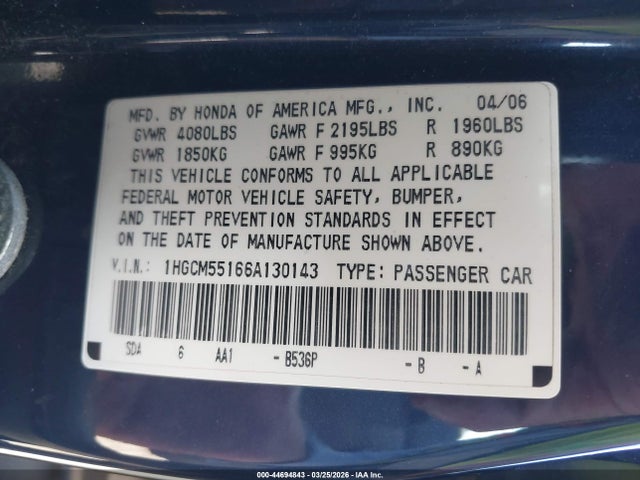 MFD. BY HONDA OF AMERICA MFG., INC. 04/06
GVWR 4080LBS GAWR F 2195LBS R 1960LBS
GVWR 1850KG GAWR F 995KG R 890KG
THIS VEHICLE CONFORMS TO ALL APPLICABLE
FEDERAL MOTOR VEHICLE SAFETY, BUMPER,
AND THEFT PREVENTION STANDARDS IN EFFECT
ON THE DATE OF MANUFACTURE SHOWN ABOVE.
V.I.N.: 1HGCM55166A130143 TYPE: PASSENGER CAR
SDA 6 AA1 - B536P - B - A
000-44694843 | 03/25/2026 | IAA Inc.